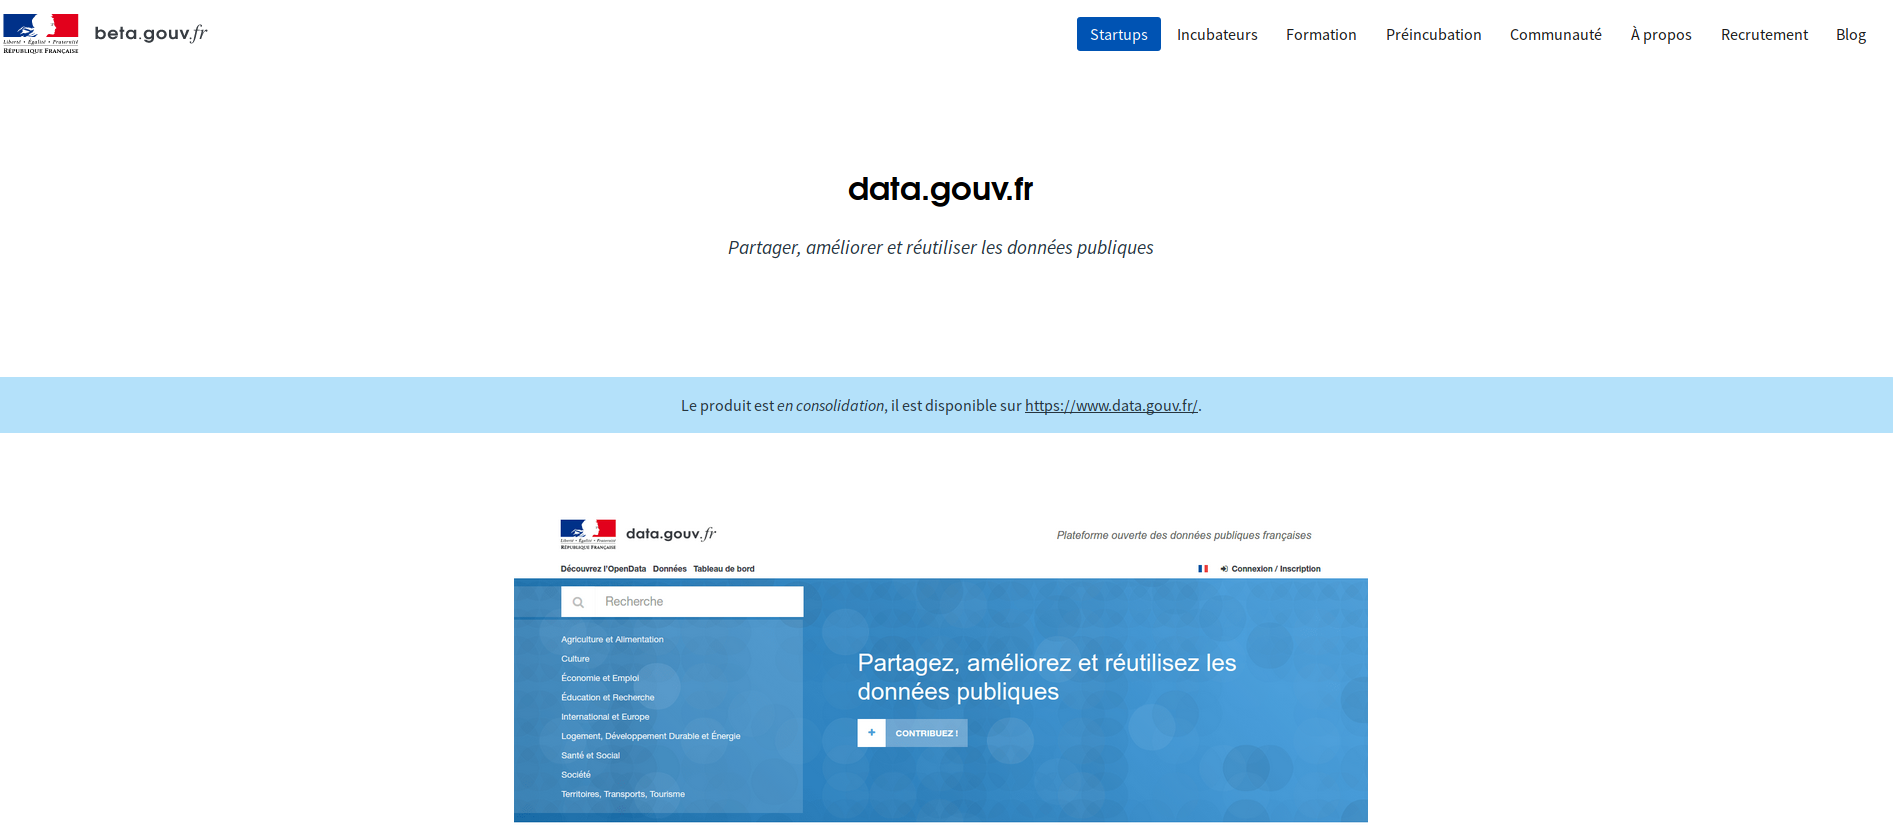 Liberté • Égalité • Fraternité
RÉPUBLIQUE FRANÇAISE
beta.gouv.fr
Startups
Incubateurs
Formation
Préincubation
Communauté
À propos
Recrutement
Blog
data.gouv.fr
Partager, améliorer et réutiliser les données publiques
Le produit est en consolidation, il est disponible sur https://www.data.gouv.fr/.
Liberté • Égalité • Fraternité
RÉPUBLIQUE FRANÇAISE
data.gouv.fr
Plateforme ouverte des données publiques françaises
Découvrez l'OpenData Données Tableau de bord
Connexion / Inscription
Recherche
Agriculture et Alimentation
Culture
Économie et Emploi
Éducation et Recherche
International et Europe
Logement, Développement Durable et Énergie
Santé et Social
Société
Territoires, Transports, Tourisme
Partagez, améliorez et réutilisez les
données publiques
+ CONTRIBUEZ !